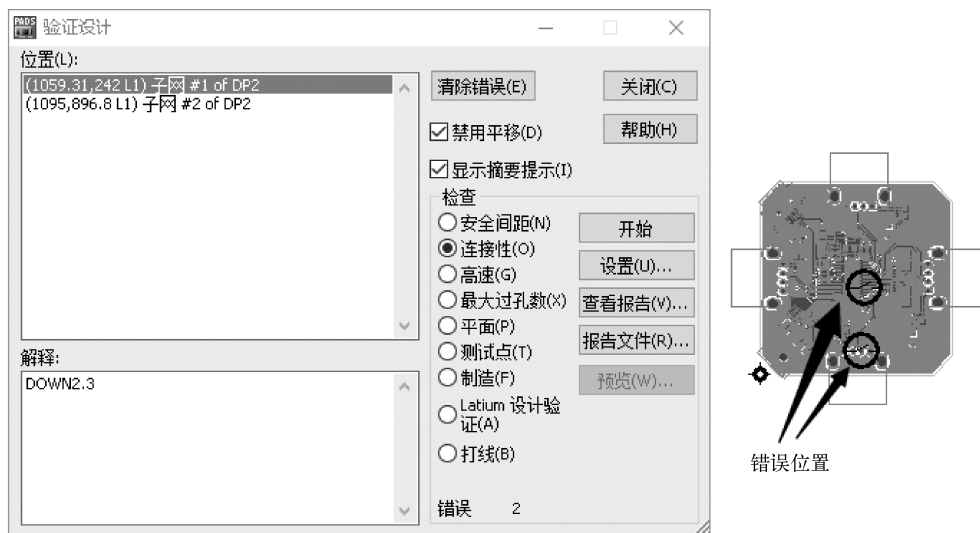 PADS
验证设计
位置(L):
(1059.31,242 L1) 子网 #1 of DP2
(1095,896.8 L1) 子网 #2 of DP2
清除错误(E)
关闭(C)
禁用平移(D)
帮助(H)
显示摘要提示(I)
检查
安全间距(N)
开始
连接性(O)
设置(U)...
高速(G)
最大过孔数(X)
查看报告(V)...
平面(P)
报告文件(R)...
测试点(T)
制造(F)
预览(W)...
Latium 设计验
证(A)
打线(B)
错误 2
解释:
DOWN2.3
错误位置